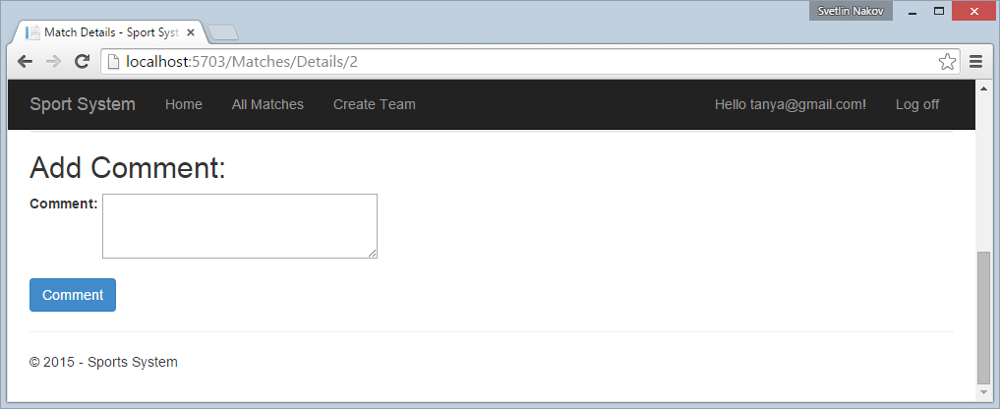 Svetlin Nakov
Match Details - Sport Syst
localhost:5703/Matches/Details/2
Sport System Home All Matches Create Team Hello tanya@gmail.com! Log off
Add Comment:
Comment:
Comment
© 2015 - Sports System